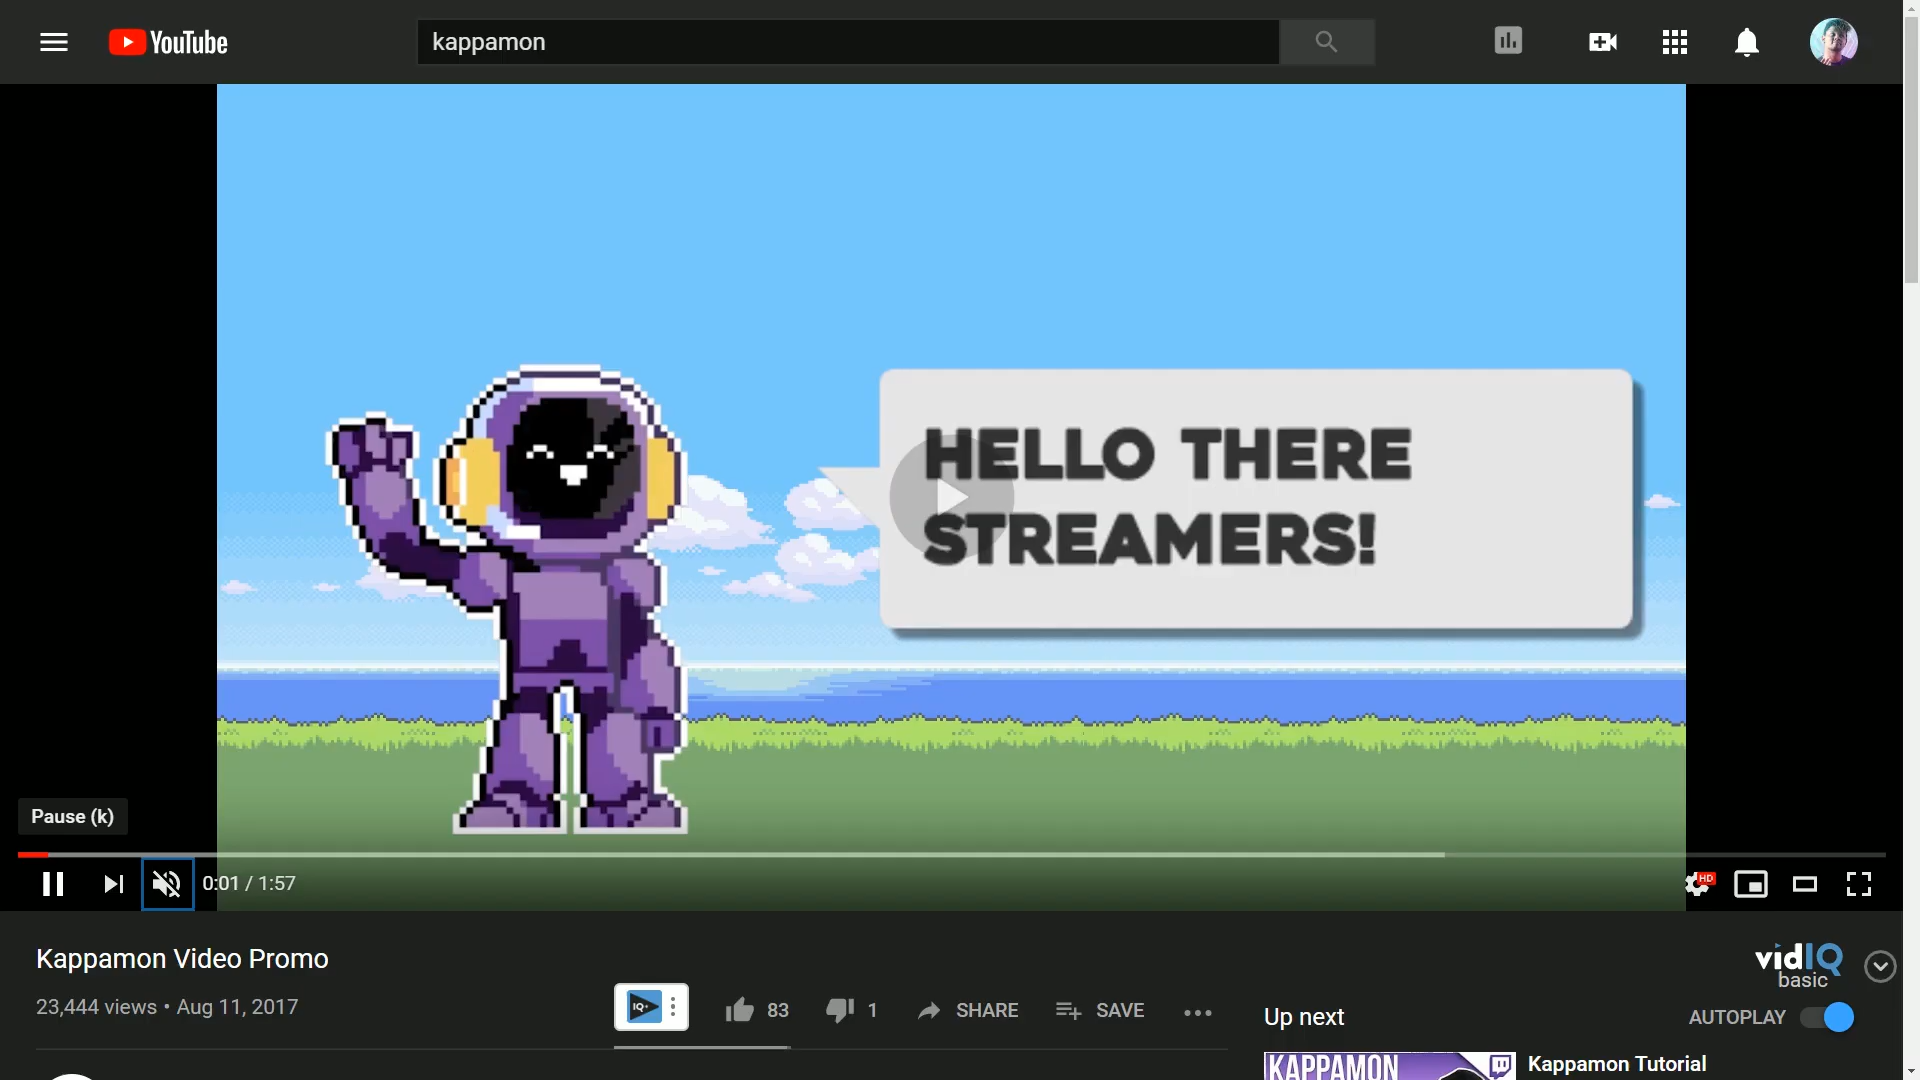 YouTube
kappamon
HELLO THERE
STREAMERS!
Pause (k)
0:01 / 1:57
HD
Kappamon Video Promo
23,444 views • Aug 11, 2017
IQ+
83
1
SHARE
SAVE
vidIQ
basic
Up next
AUTOPLAY
KAPPAMON
Kappamon Tutorial